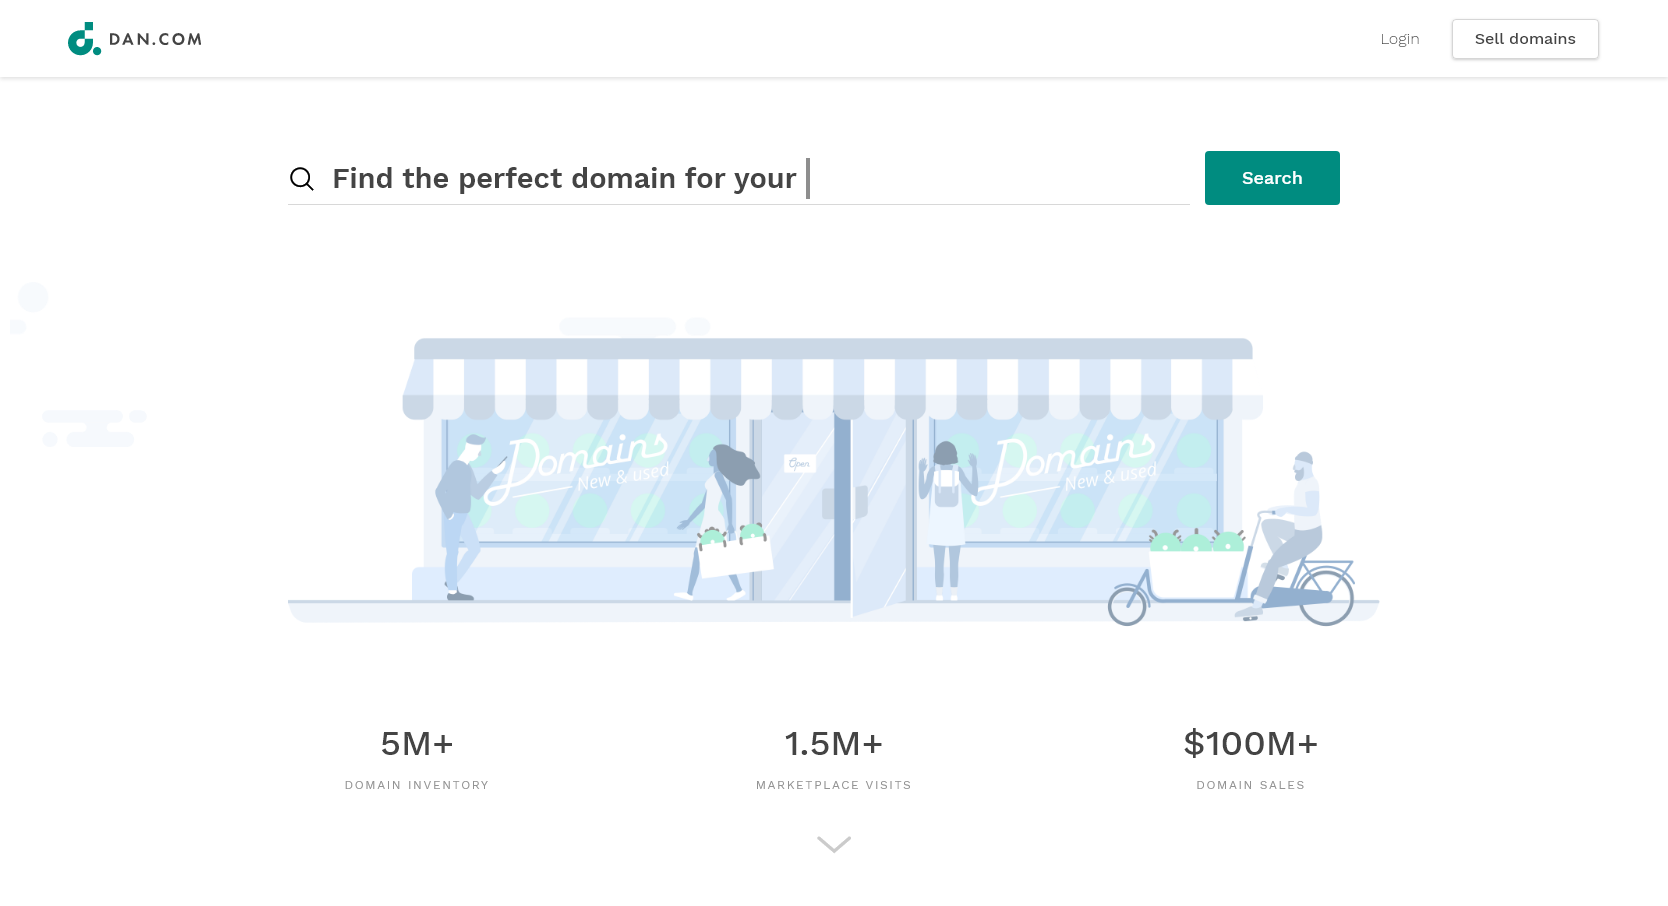 DAN.COM
Login
Sell domains
Find the perfect domain for your
Search
Domains
New & used
Open
Domains
New & used
5M+
DOMAIN INVENTORY
1.5M+
MARKETPLACE VISITS
$100M+
DOMAIN SALES